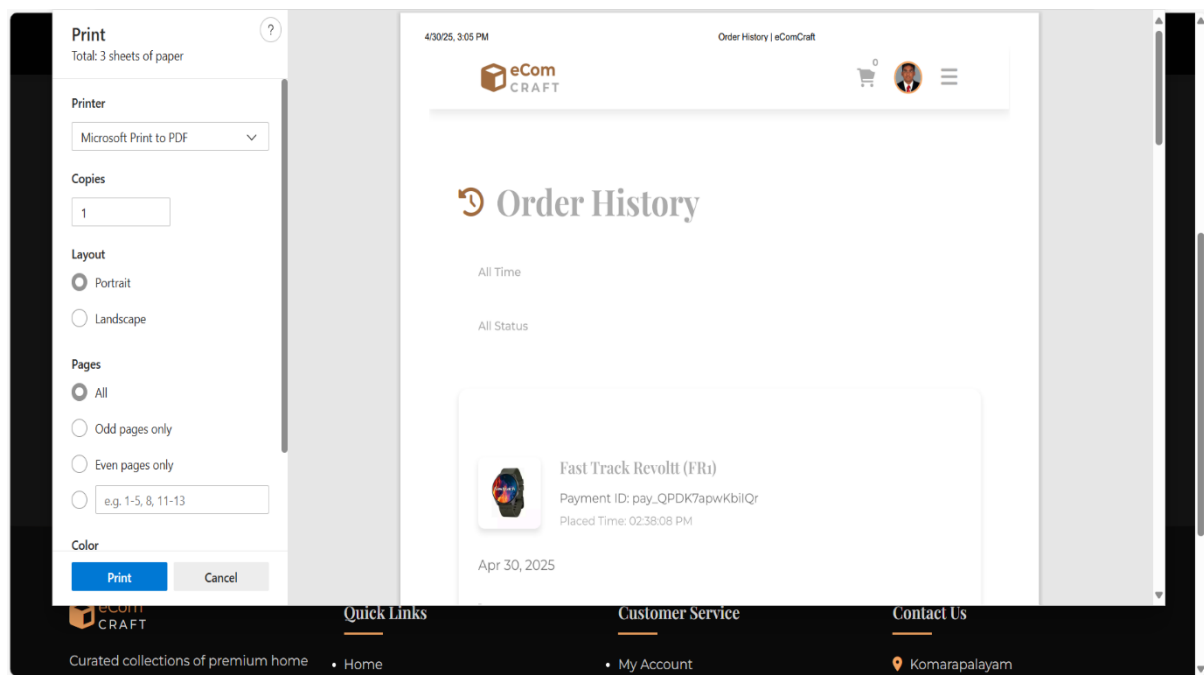 Print
Total: 3 sheets of paper
?
Printer
Microsoft Print to PDF
Copies
1
Layout
Portrait
Landscape
Pages
All
Odd pages only
Even pages only
e.g. 1-5, 8, 11-13
Color
Print Cancel
4/30/25, 3:05 PM Order History | eComCraft
eCom
CRAFT
0
Order History
All Time
All Status
Fast Track Revoltt (FR1)
Payment ID: pay_QPDK7apwKbiIQr
Placed Time: 02:38:08 PM
Apr 30, 2025
eCom
CRAFT
Curated collections of premium home
Quick Links
• Home
Customer Service
• My Account
Contact Us
Komarapalayam